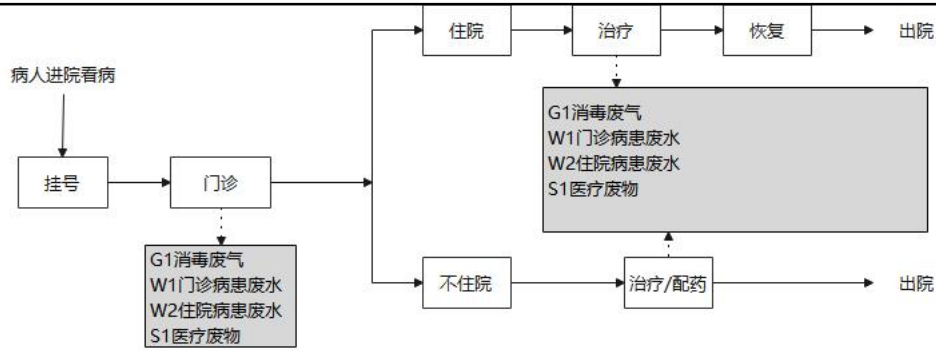 住院
治疗
恢复
出院
病人进院看病
G1消毒废气
W1门诊病患废水
W2住院病患废水
S1医疗废物
挂号
门诊
G1消毒废气
W1门诊病患废水
W2住院病患废水
S1医疗废物
不住院
治疗/配药
出院